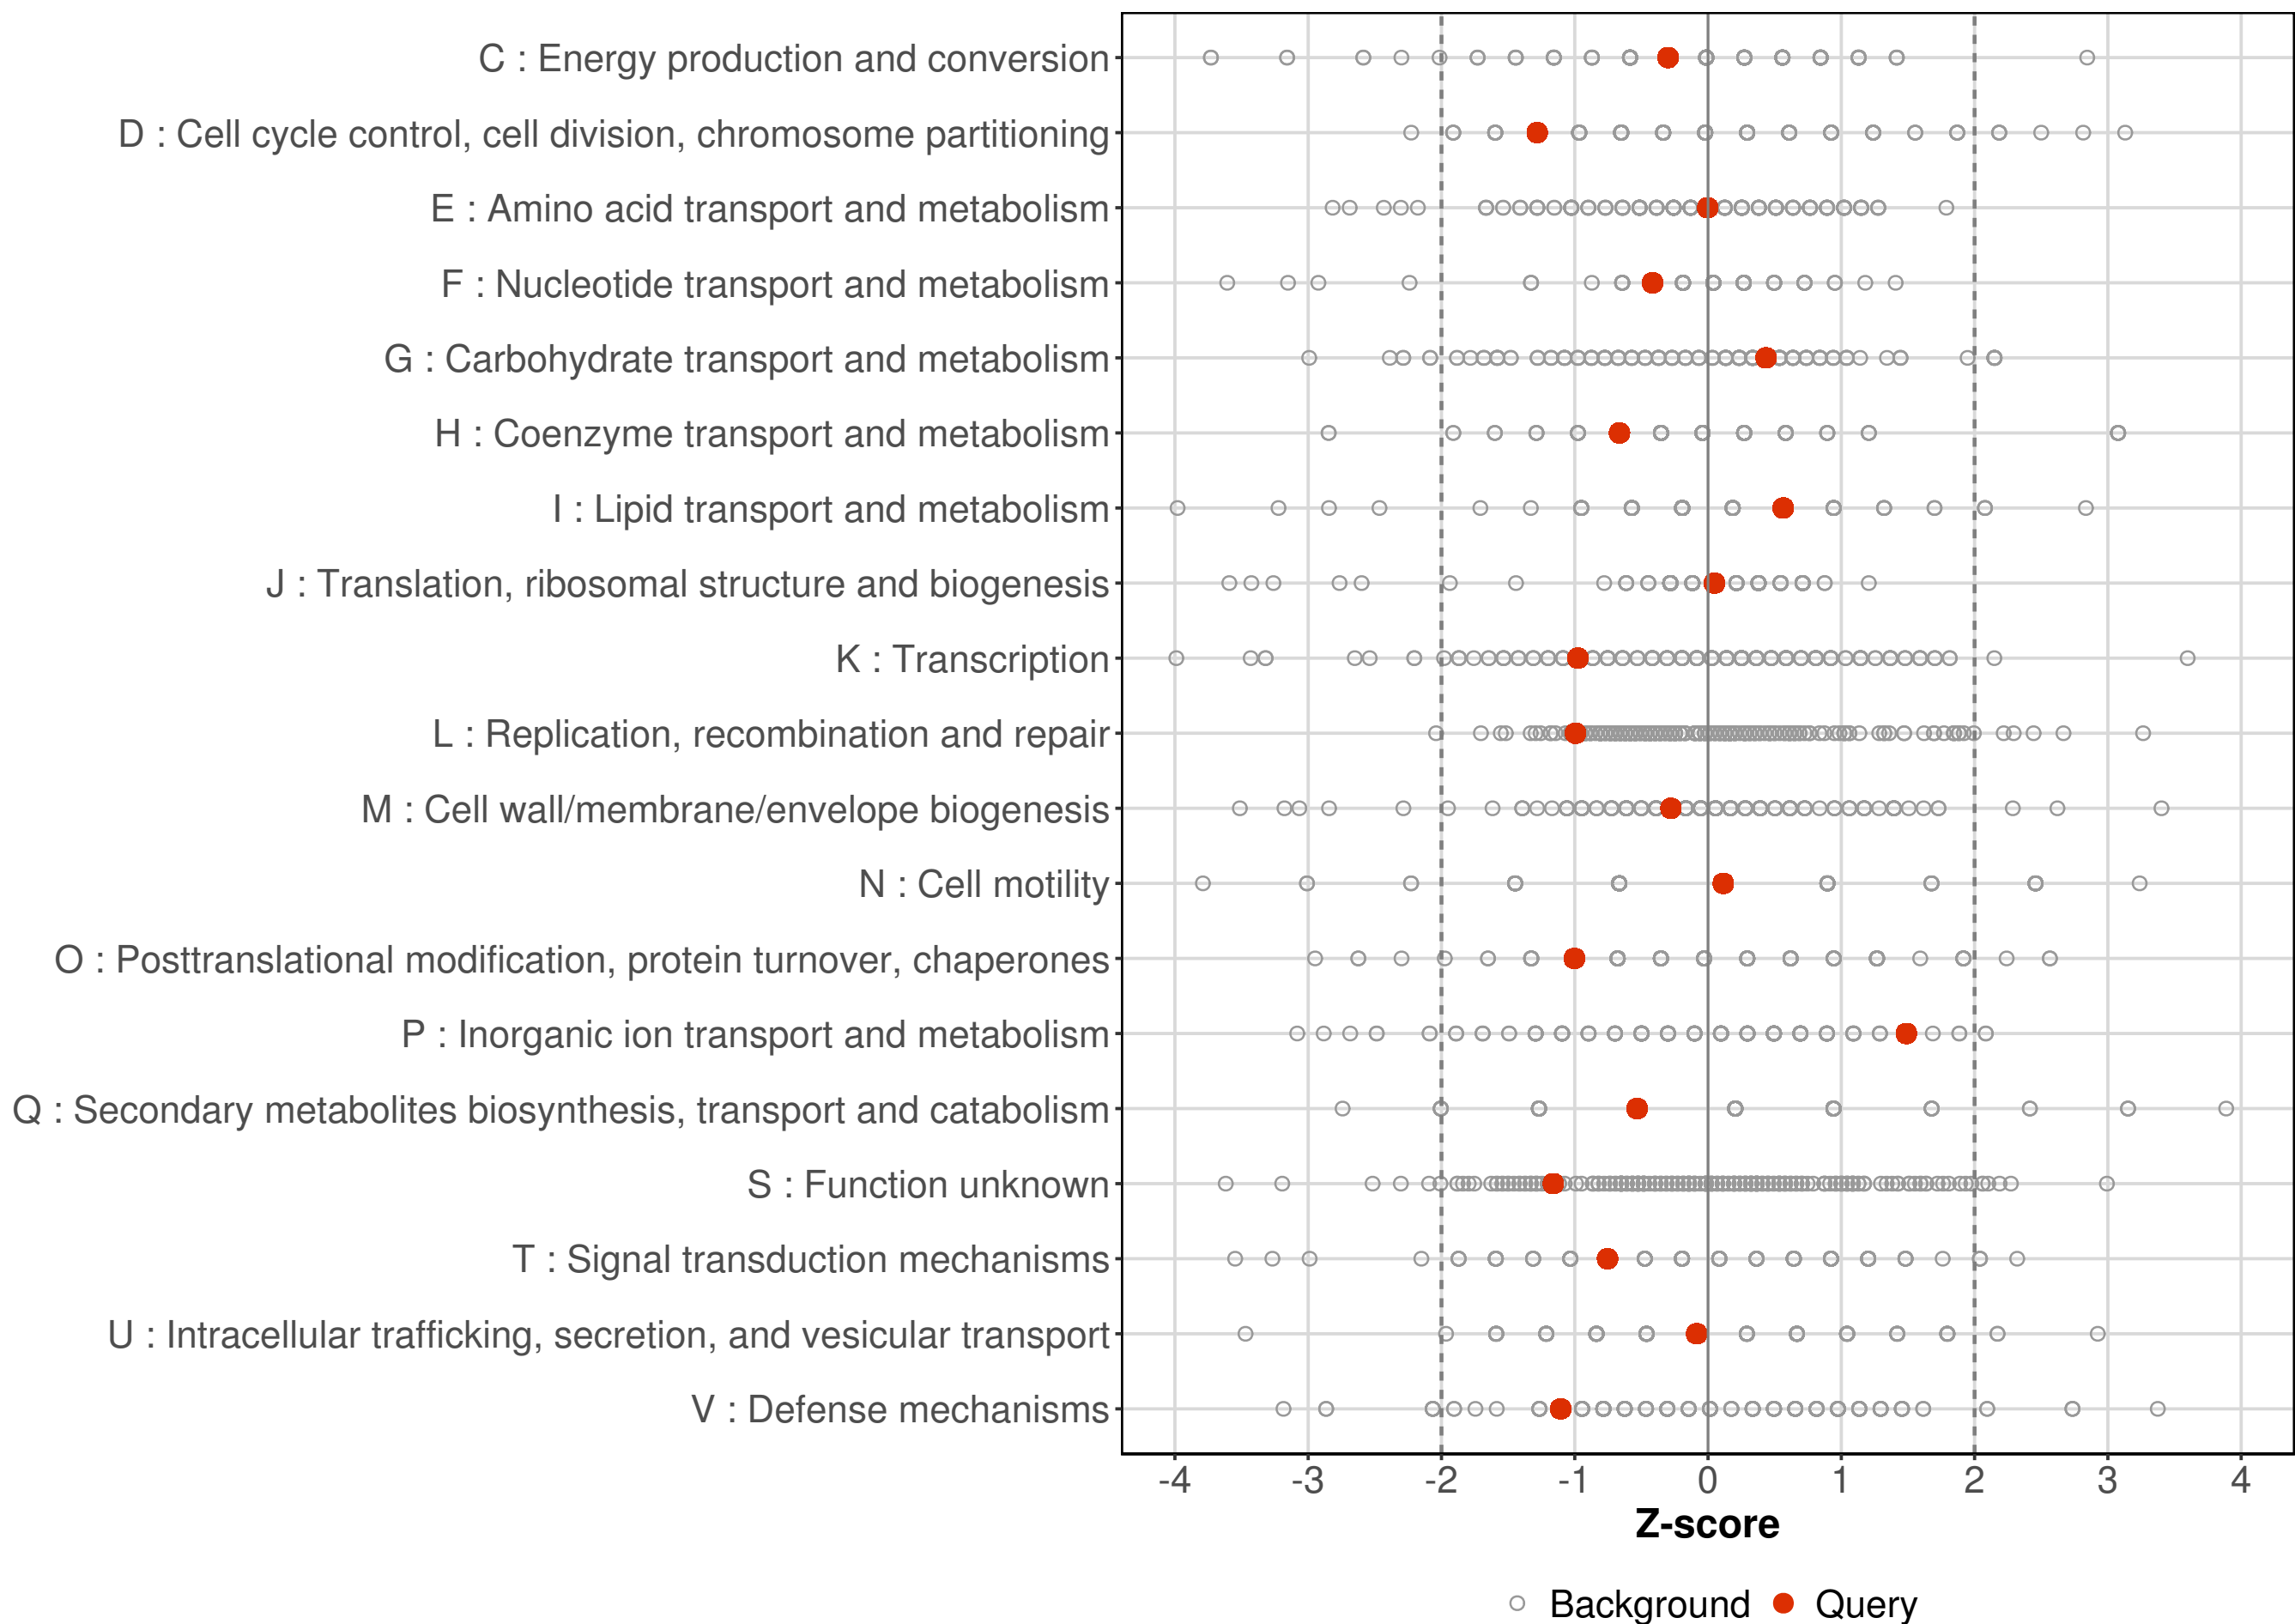 C : Energy production and conversion
D : Cell cycle control, cell division, chromosome partitioning
E : Amino acid transport and metabolism
F : Nucleotide transport and metabolism
G : Carbohydrate transport and metabolism
H : Coenzyme transport and metabolism
I : Lipid transport and metabolism
J : Translation, ribosomal structure and biogenesis
K : Transcription
L : Replication, recombination and repair
M : Cell wall/membrane/envelope biogenesis
N : Cell motility
O : Posttranslational modification, protein turnover, chaperones
P : Inorganic ion transport and metabolism
Q : Secondary metabolites biosynthesis, transport and catabolism
S : Function unknown
T : Signal transduction mechanisms
U : Intracellular trafficking, secretion, and vesicular transport
V : Defense mechanisms
-4 -3 -2 -1 0 1 2 3 4
Z-score
Background Query